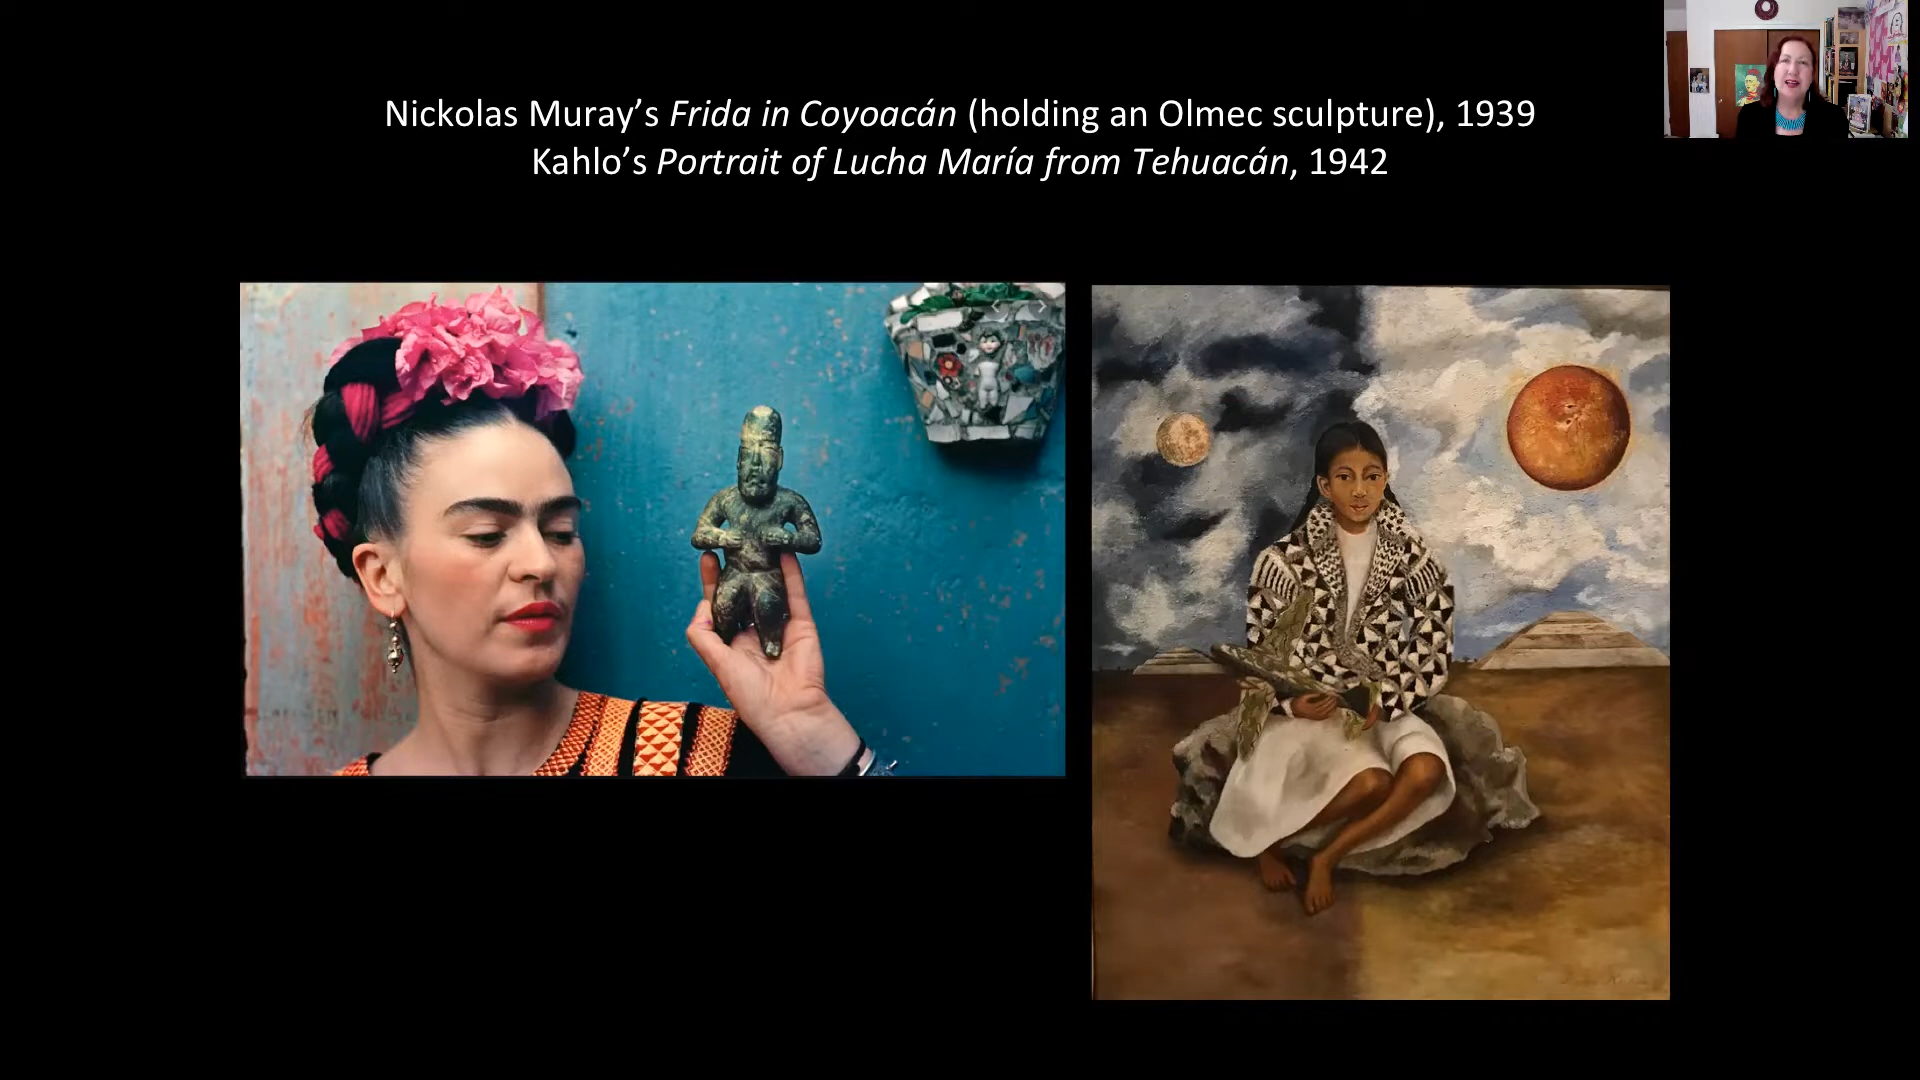 Nickolas Muray’s Frida in Coyoacán (holding an Olmec sculpture), 1939
Kahlo’s Portrait of Lucha María from Tehuacán, 1942